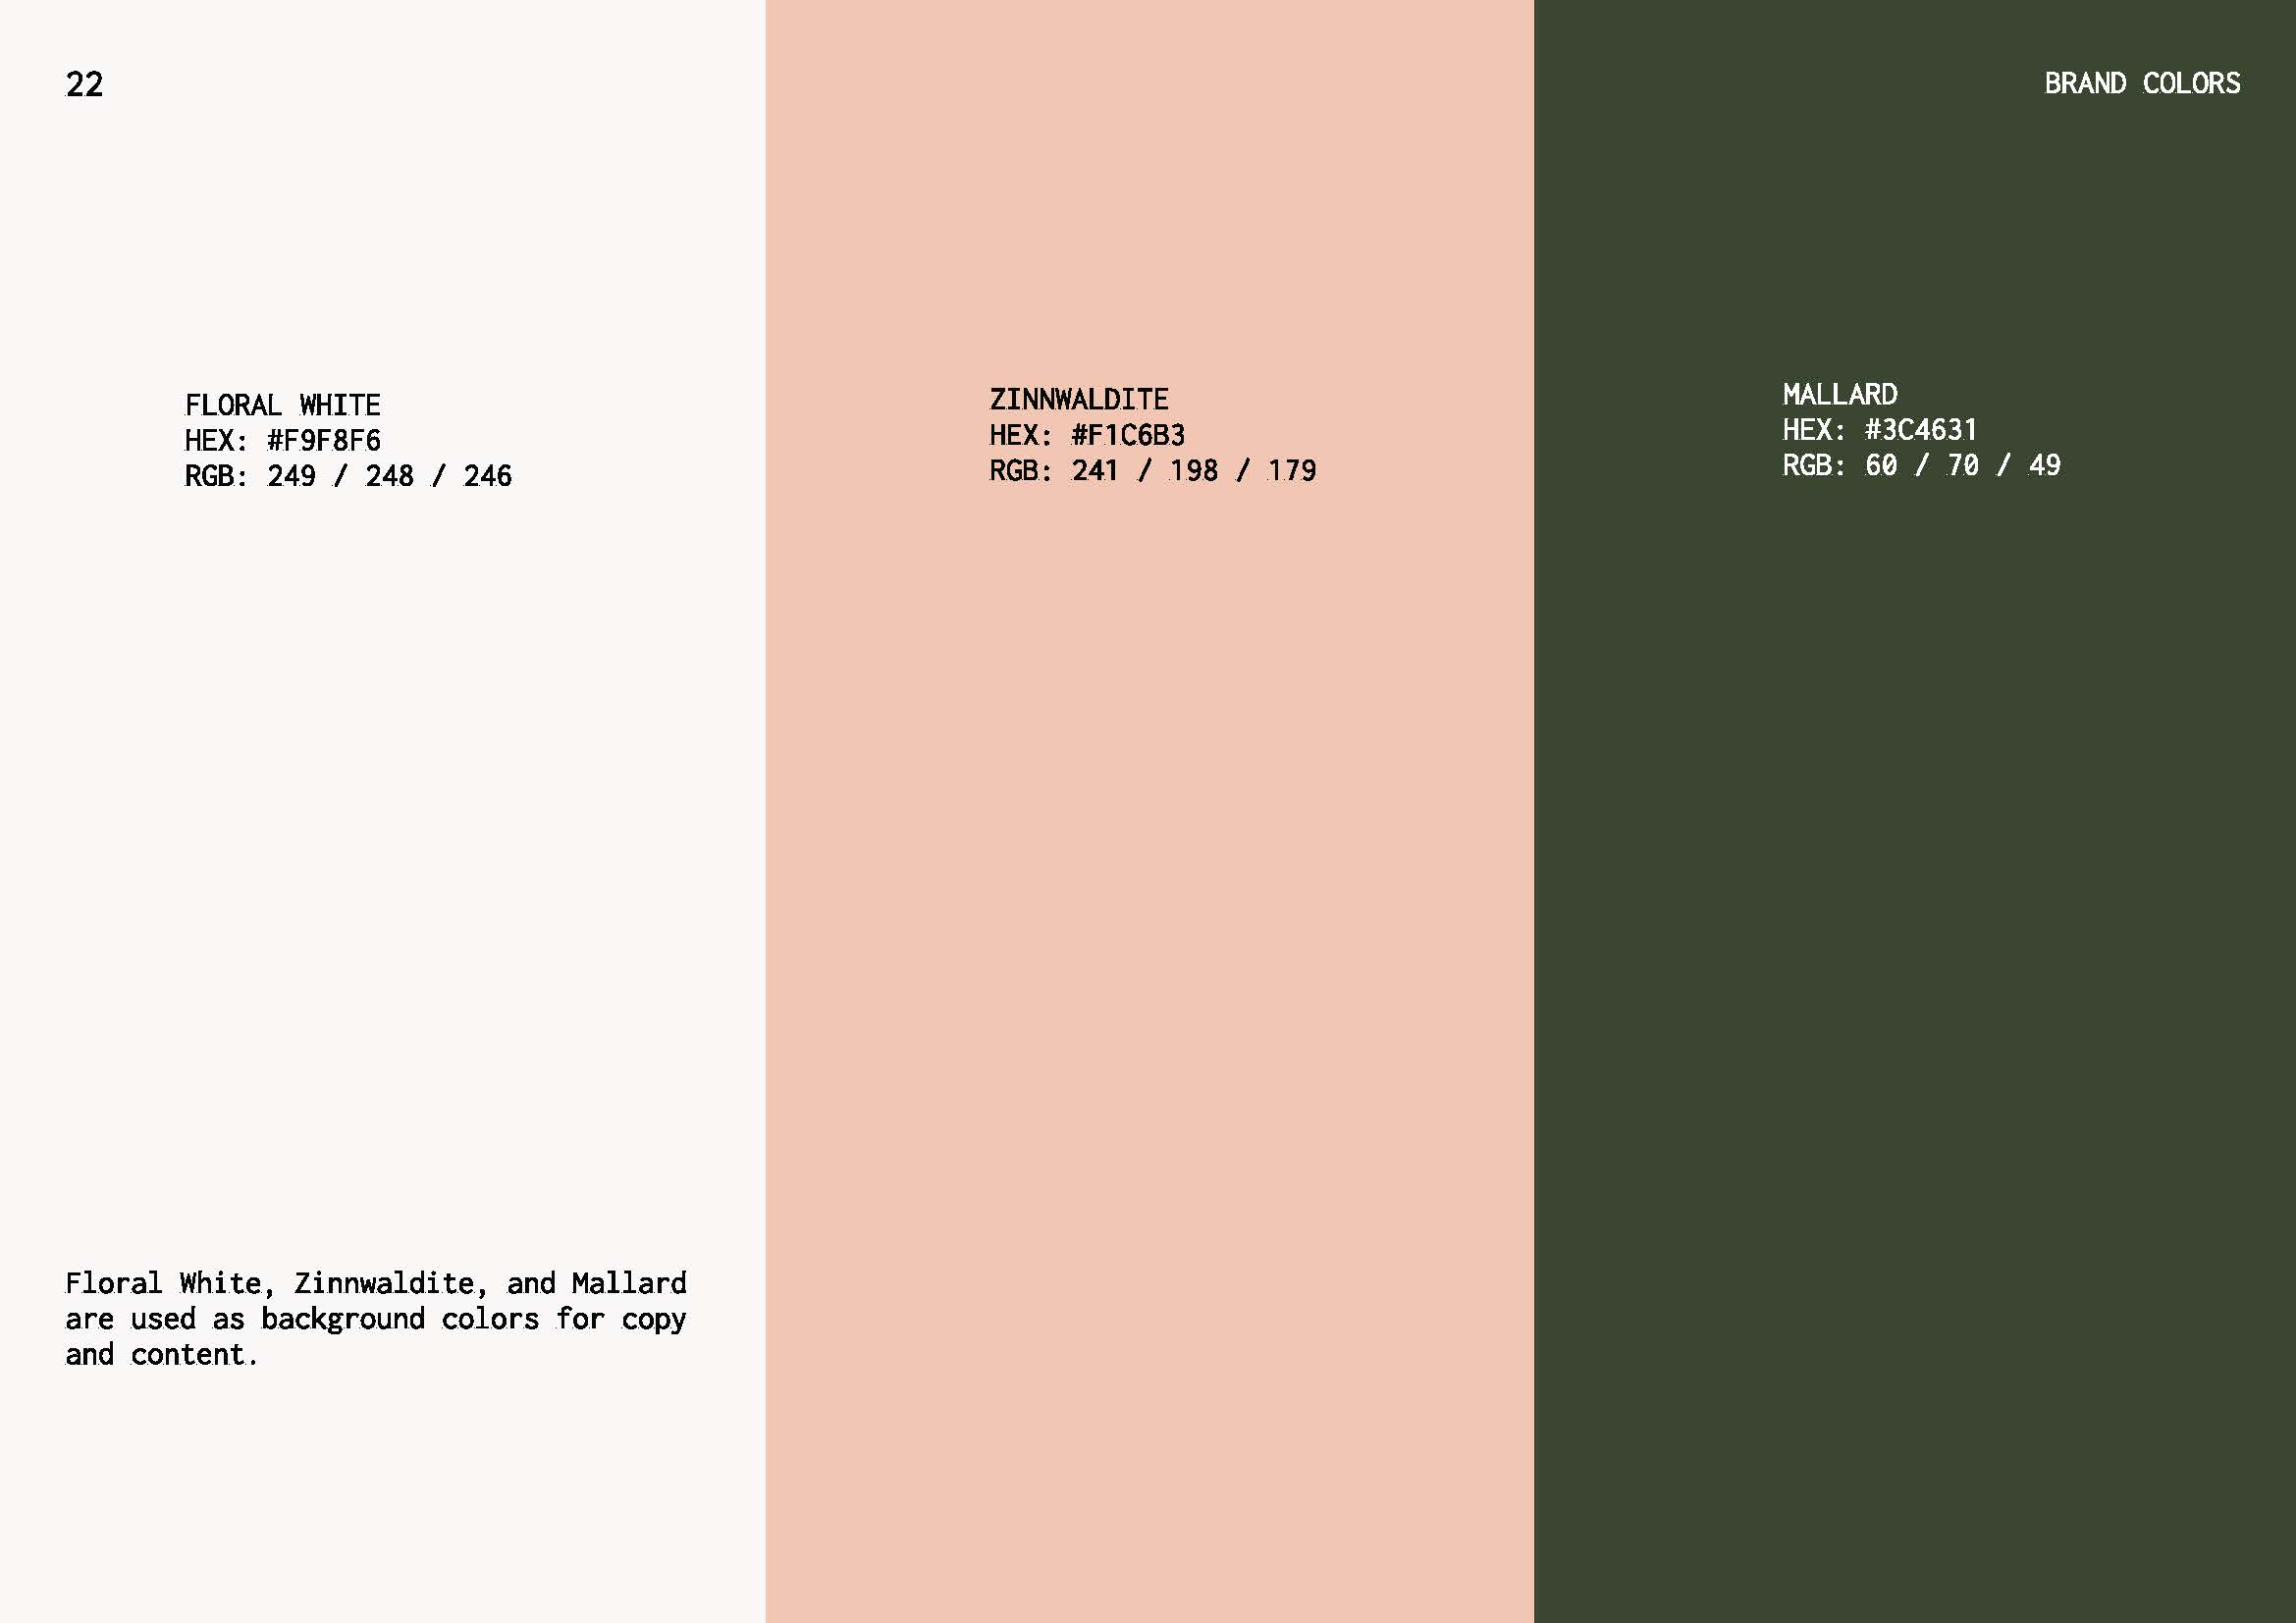 22
BRAND COLORS
FLORAL WHITE
HEX: #F9F8F6
RGB: 249 / 248 / 246
ZINNWALDITE
HEX: #F1C6B3
RGB: 241 / 198 / 179
MALLARD
HEX: #3C4631
RGB: 60 / 70 / 49
Floral White, Zinnwaldite, and Mallard
are used as background colors for copy
and content.